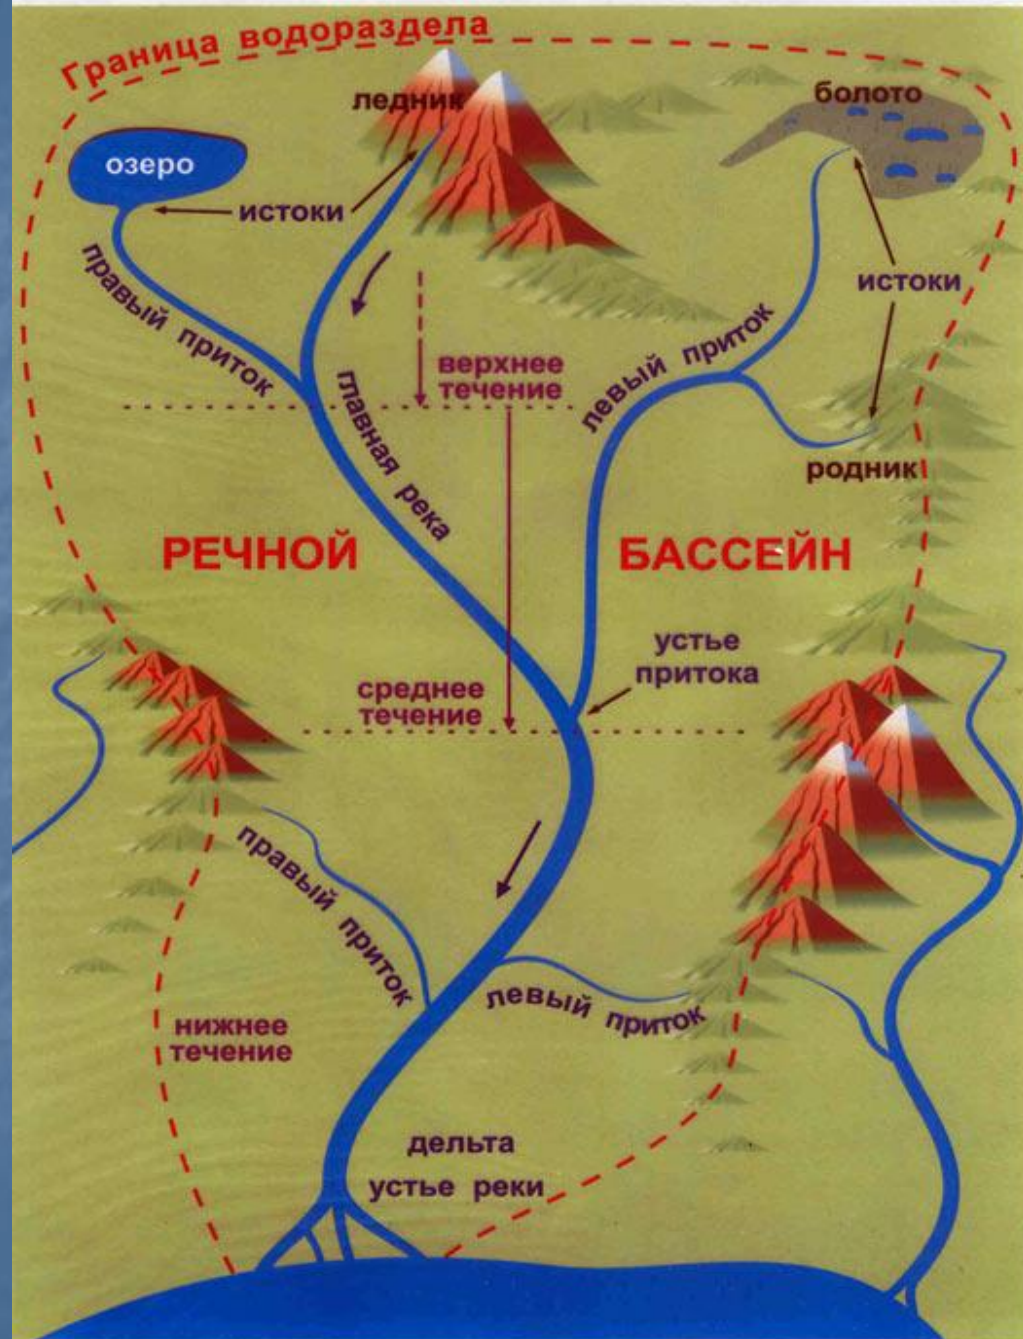 Граница водораздела
ледник
болото
озеро
истоки
истоки
правый приток
верхнее
течение
левый приток
главная река
родник
РЕЧНОЙ БАССЕЙН
устье
притока
среднее
течение
правый приток
левый приток
нижнее
течение
дельта
устье реки